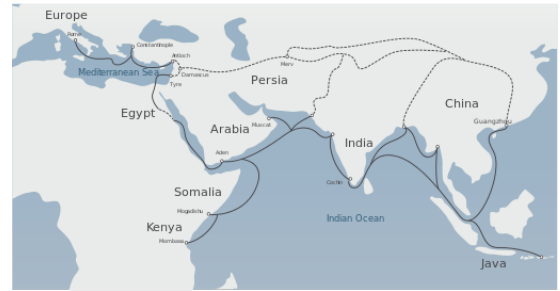 Europe
Rome
Constantinople
Antioch
Mediterranean Sea
Damascus
Tyre
Merv
Persia
China
Egypt
Guangzhou
Arabia
Muscat
India
Aden
Cochin
Somalia
Mogadishu
Indian Ocean
Kenya
Mombasa
Java